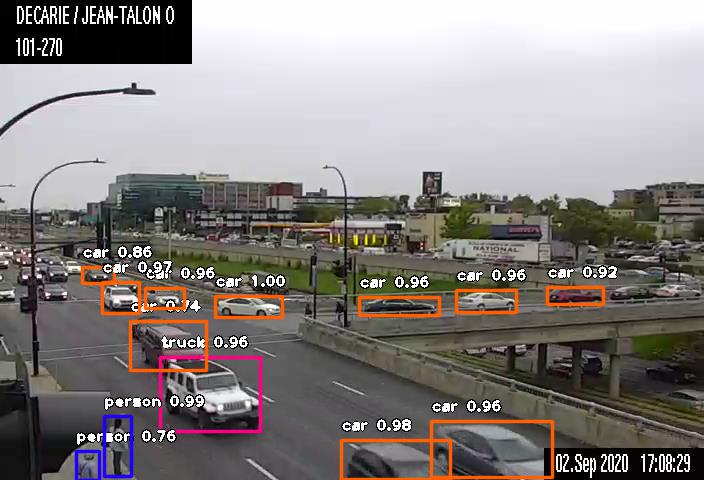 DECARIE / JEAN-TALON O
101-270
car 0.86
car 0.97
car 0.96
car 1.00
car 0.96
car 0.96
car 0.92
car 0.74
truck 0.96
person 0.99
person 0.76
car 0.98
car 0.96
NATIONAL
02.Sep 2020 17:08:29